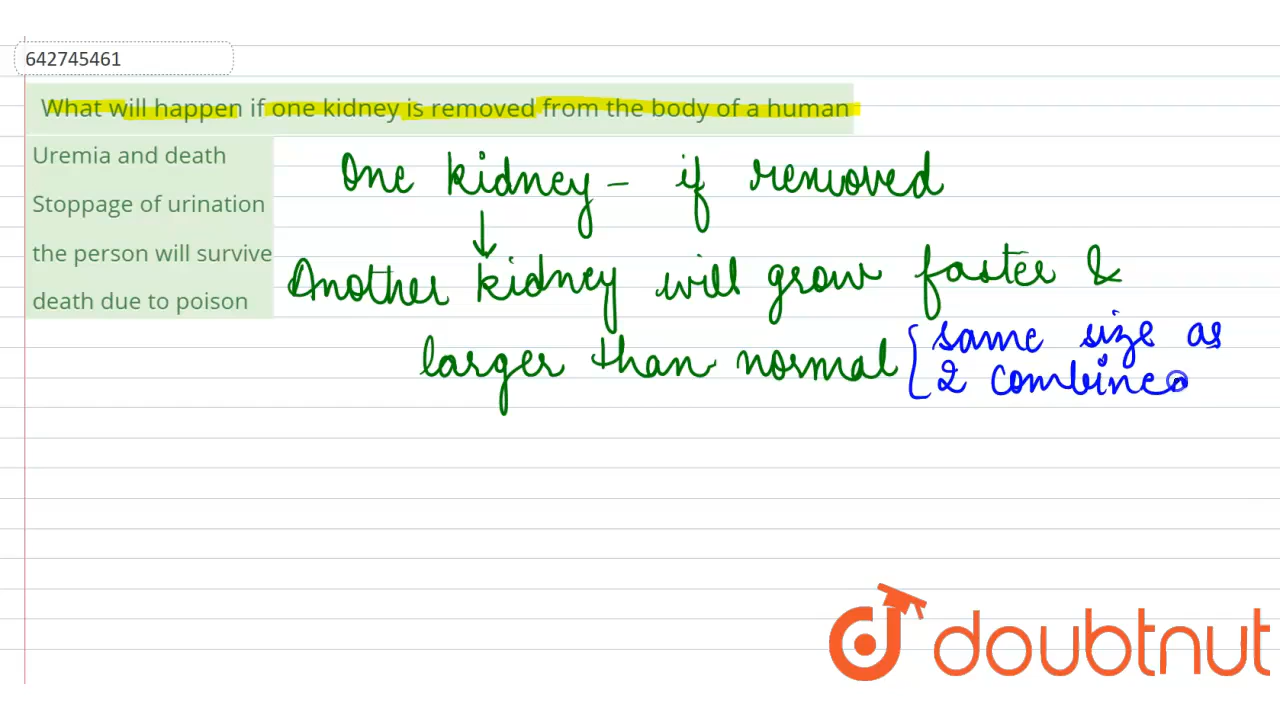 642745461
What will happen if one kidney is removed from the body of a human
Uremia and death
Stoppage of urination
the person will survive
death due to poison
One kidney - if removed
↓
Another kidney will grow faster &
larger than normal
{same size as
2 combined
doubtnut